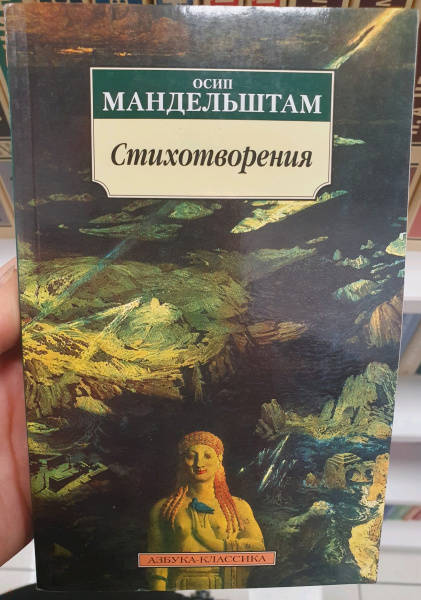 ОСИП
МАНДЕЛЬШТАМ
Стихотворения
АЗБУКА-КЛАССИКА